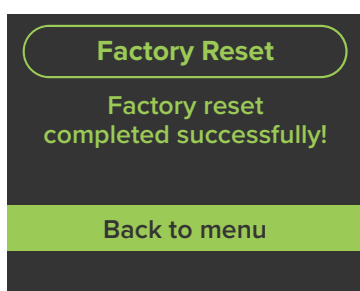 Factory Reset
Factory reset
completed successfully!
Back to menu